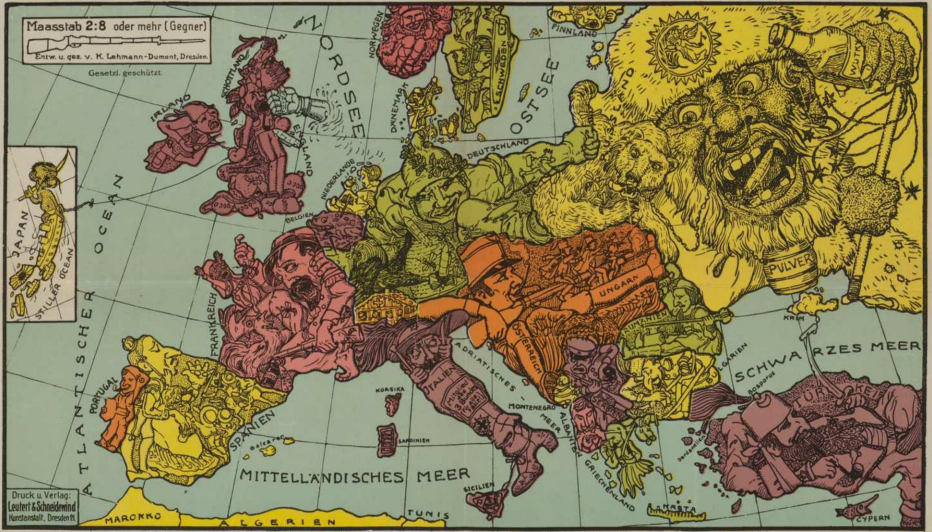 Maasstab 2:8 oder mehr (Gegner)
Entw. u. gez. v. K. Lehmann-Dumont, Dresden.
Gesetzl. geschützt.
NORDSEE
NORWEGEN
SCHWEDEN
FINNLAND
OSTSEE
SCHOTTLAND
IRLAND
ENGLAND
DÄNEMARK
DEUTSCHLAND
NIEDERLANDE
BELGIEN
JAPAN
STILLER OCEAN
ATLANTISCHER OCEAN
FRANKREICH
PULVER
UNGARN
KRIM
SCHWARZES MEER
ADRIATISCHES MEER
ITALIEN
KORSIKA
SARDINIEN
MONTENEGRO
ALBANIEN
Bosporus
TÜRKEI
PORTUGAL
SPANIEN
GRIECHENLAND
MITTELLÄNDISCHES MEER
SICILIEN
KRETA
CYPERN
Druck u. Verlag:
Leutert & Schneidewind
Kunstanstalt, Dresden N.
MAROKKO
ALGERIEN
TUNIS